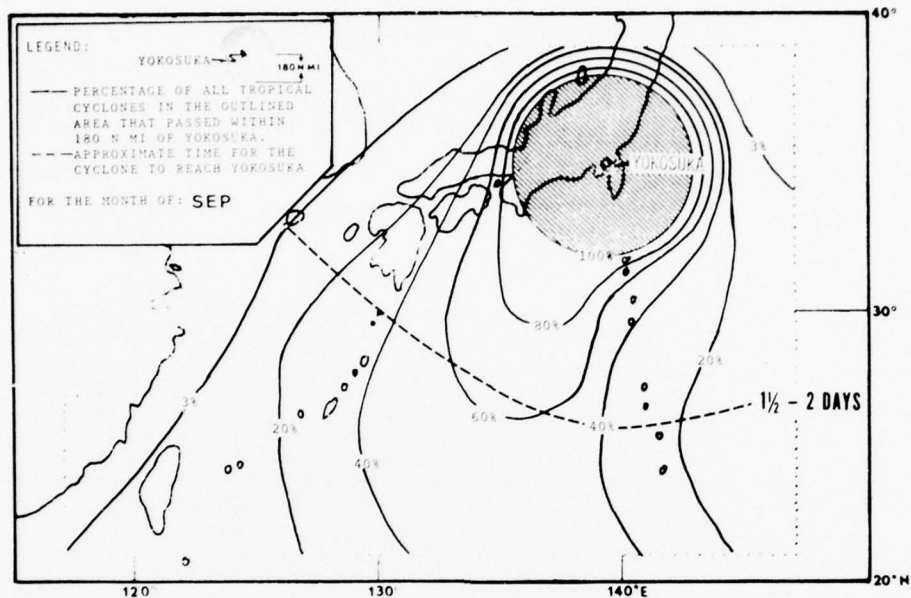 LEGEND:
YOKOSUKA
180 N MI
PERCENTAGE OF ALL TROPICAL
CYCLONES IN THE OUTLINED
AREA THAT PASSED WITHIN
180 N MI OF YOKOSUKA.
APPROXIMATE TIME FOR THE
CYCLONE TO REACH YOKOSUKA
FOR THE MONTH OF: SEP
40°
3%
YOKOSUKA
100%
30°
80%
20%
3%
60%
1½ - 2 DAYS
20%
40%
40%
120
130°
140°E
20°N